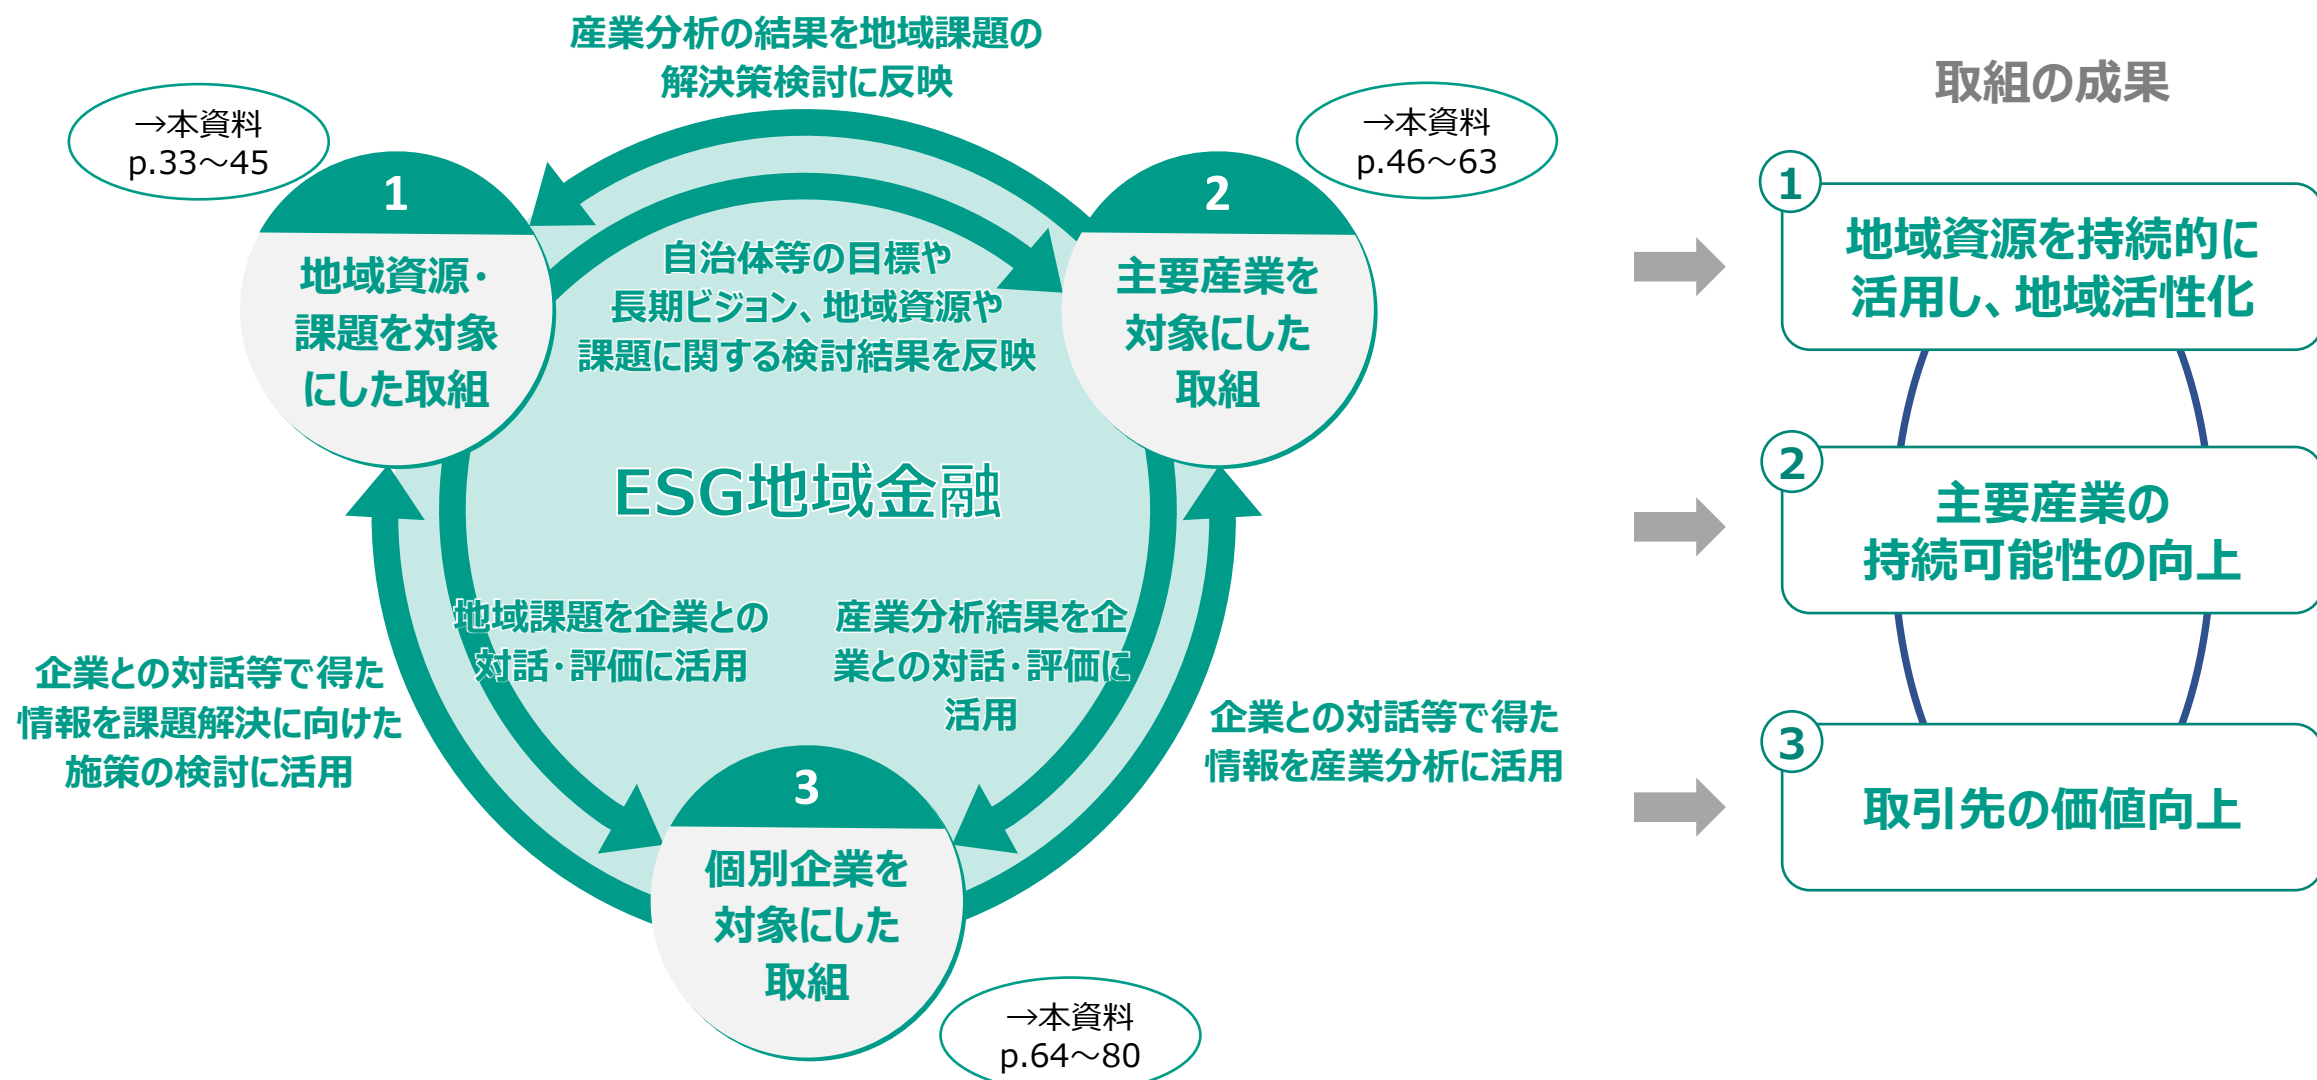 産業分析の結果を地域課題の
解決策検討に反映
→本資料
p.33～45
→本資料
p.46～63
1
地域資源・
課題を対象
にした取組
2
主要産業を
対象にした
取組
自治体等の目標や
長期ビジョン、地域資源や
課題に関する検討結果を反映
ESG地域金融
地域課題を企業との
対話・評価に活用
産業分析結果を企
業との対話・評価に
活用
企業との対話等で得た
情報を課題解決に向けた
施策の検討に活用
企業との対話等で得た
情報を産業分析に活用
3
個別企業を
対象にした
取組
→本資料
p.64～80
取組の成果
1
地域資源を持続的に
活用し、地域活性化
2
主要産業の
持続可能性の向上
3
取引先の価値向上